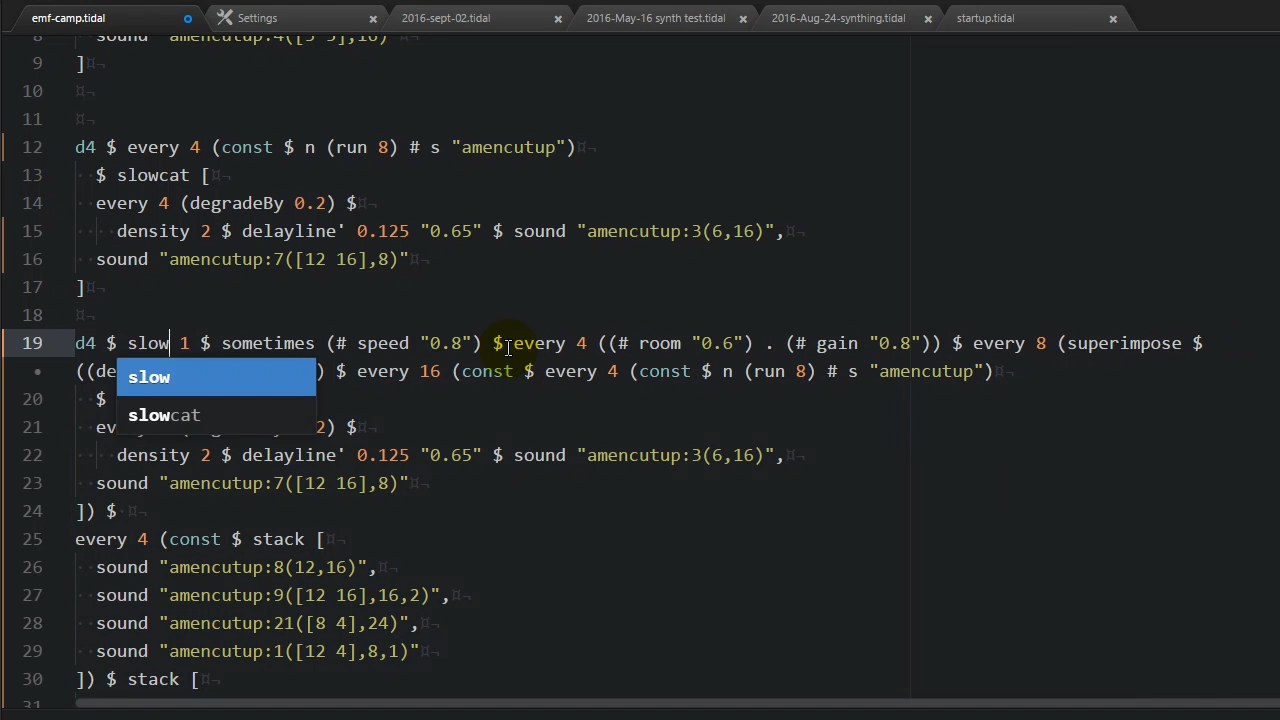 emf-camp.tidal
Settings
2016-sept-02.tidal
2016-May-16 synth test.tidal
2016-Aug-24-synthing.tidal
startup.tidal
9 ]
10
11
12 d4 $ every 4 (const $ n (run 8) # s "amencutup")
13 $ slowcat [
14 every 4 (degradeBy 0.2) $
15 density 2 $ delayline' 0.125 "0.65" $ sound "amencutup:3(6,16)",
16 sound "amencutup:7([12 16],8)"
17 ]
18
19 d4 $ slow 1 $ sometimes (# speed "0.8") $ every 4 ((# room "0.6") . (# gain "0.8")) $ every 8 (superimpose $
((de ) $ every 16 (const $ every 4 (const $ n (run 8) # s "amencutup")
slow
20 $
slowcat
21 ev 2) $
22 density 2 $ delayline' 0.125 "0.65" $ sound "amencutup:3(6,16)",
23 sound "amencutup:7([12 16],8)"
24 ]) $
25 every 4 (const $ stack [
26 sound "amencutup:8(12,16)",
27 sound "amencutup:9([12 16],16,2)",
28 sound "amencutup:21([8 4],24)",
29 sound "amencutup:1([12 4],8,1)"
30 ]) $ stack [